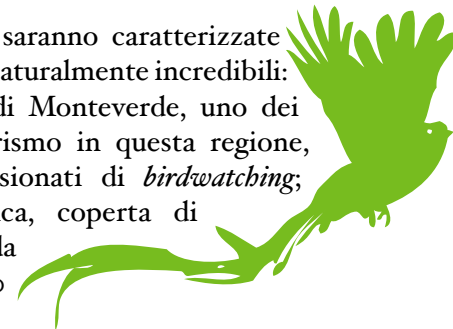 saranno caratterizzate
aturalmente incredibili:
di Monteverde, uno dei
rismo in questa regione,
sionati di birdwatching;
ca, coperta di
la
o